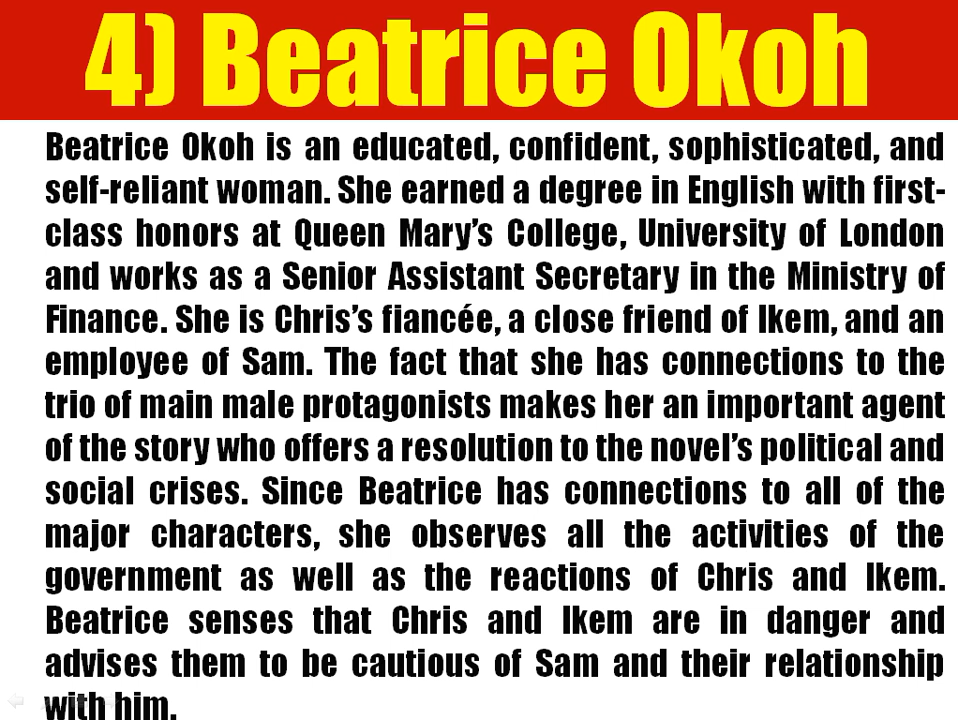 4) Beatrice Okoh
Beatrice Okoh is an educated, confident, sophisticated, and
self-reliant woman. She earned a degree in English with first-
class honors at Queen Mary’s College, University of London
and works as a Senior Assistant Secretary in the Ministry of
Finance. She is Chris’s fiancée, a close friend of Ikem, and an
employee of Sam. The fact that she has connections to the
trio of main male protagonists makes her an important agent
of the story who offers a resolution to the novel’s political and
social crises. Since Beatrice has connections to all of the
major characters, she observes all the activities of the
government as well as the reactions of Chris and Ikem.
Beatrice senses that Chris and Ikem are in danger and
advises them to be cautious of Sam and their relationship
with him.